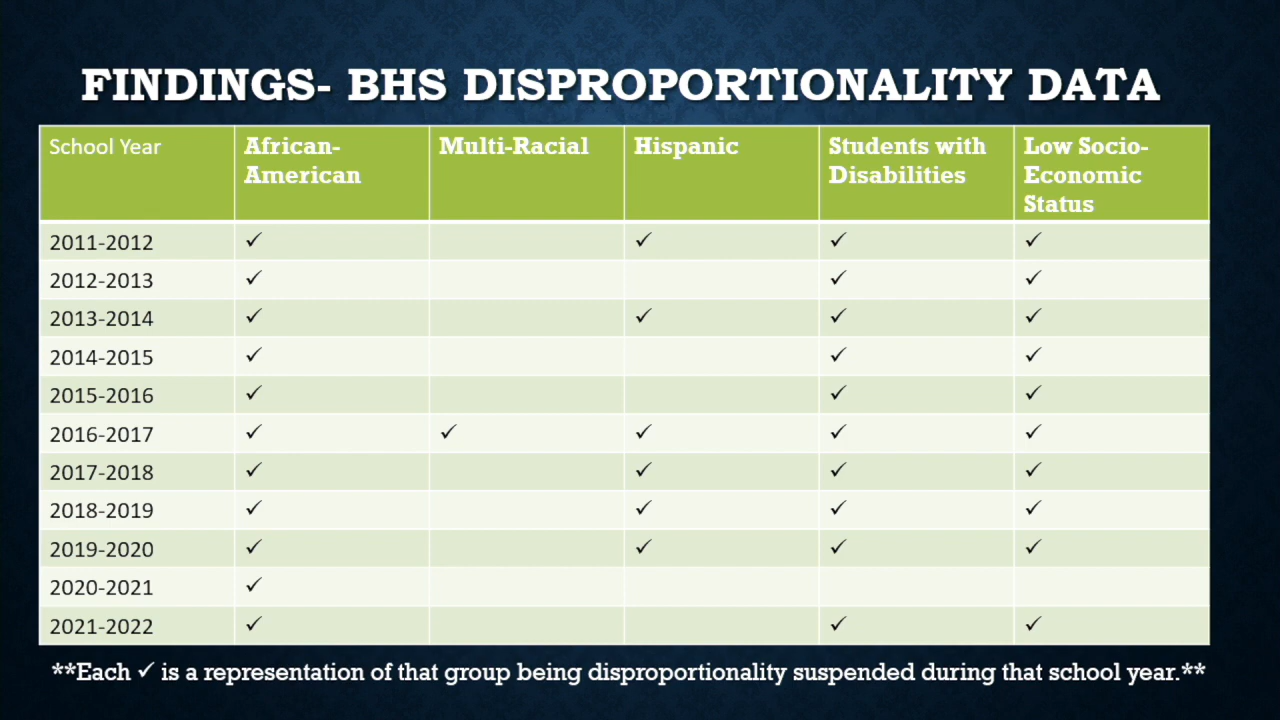 FINDINGS- BHS DISPROPORTIONALITY DATA
School Year African-American Multi-Racial Hispanic Students with Disabilities Low Socio-Economic Status
2011-2012 ✓ ✓ ✓ ✓
2012-2013 ✓ ✓ ✓
2013-2014 ✓ ✓ ✓ ✓
2014-2015 ✓ ✓ ✓
2015-2016 ✓ ✓ ✓
2016-2017 ✓ ✓ ✓ ✓ ✓
2017-2018 ✓ ✓ ✓ ✓
2018-2019 ✓ ✓ ✓ ✓
2019-2020 ✓ ✓ ✓ ✓
2020-2021 ✓
2021-2022 ✓ ✓ ✓
**Each ✓ is a representation of that group being disproportionality suspended during that school year.**